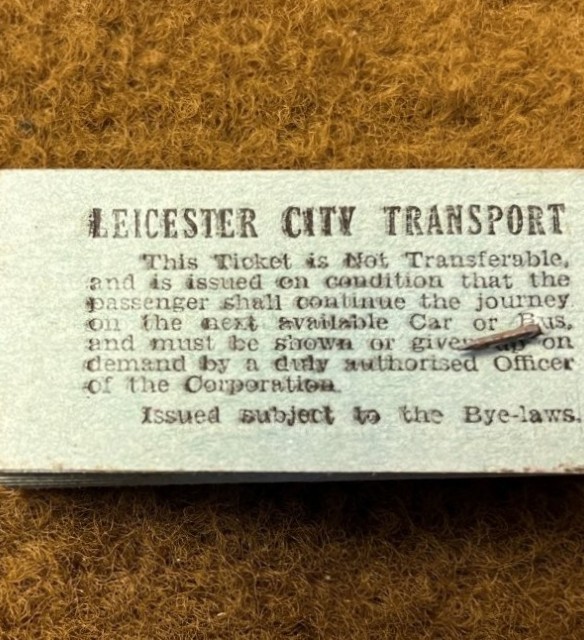 LEICESTER CITY TRANSPORT
This Ticket is Not Transferable,
and is issued on condition that the
passenger shall continue the journey
on the next available Car or Bus,
and must be shown or given up on
demand by a duly authorised Officer
of the Corporation.
Issued subject to the Bye-laws.